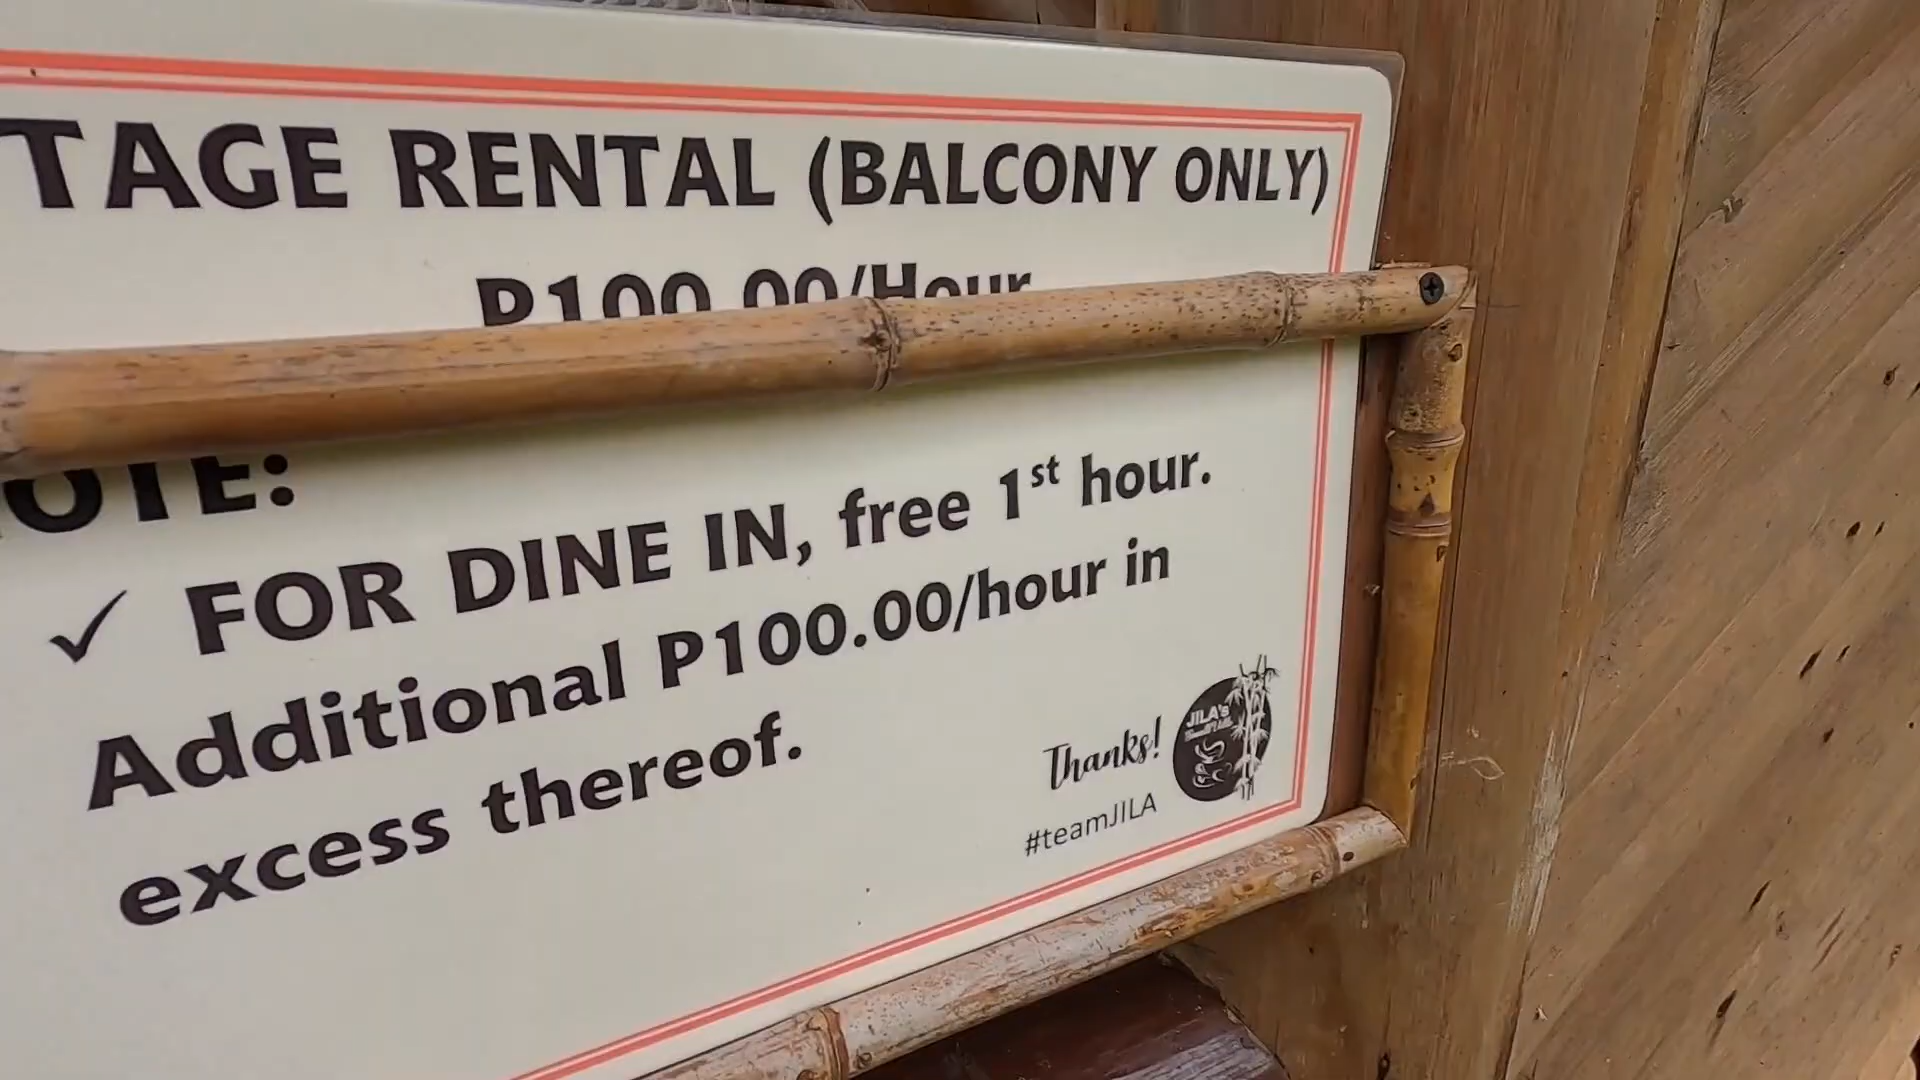 TAGE RENTAL (BALCONY ONLY)
P100.00/Hour
OTE:
✓ FOR DINE IN, free 1st hour.
Additional P100.00/hour in
excess thereof.
Thanks!
JILA's
#teamJILA